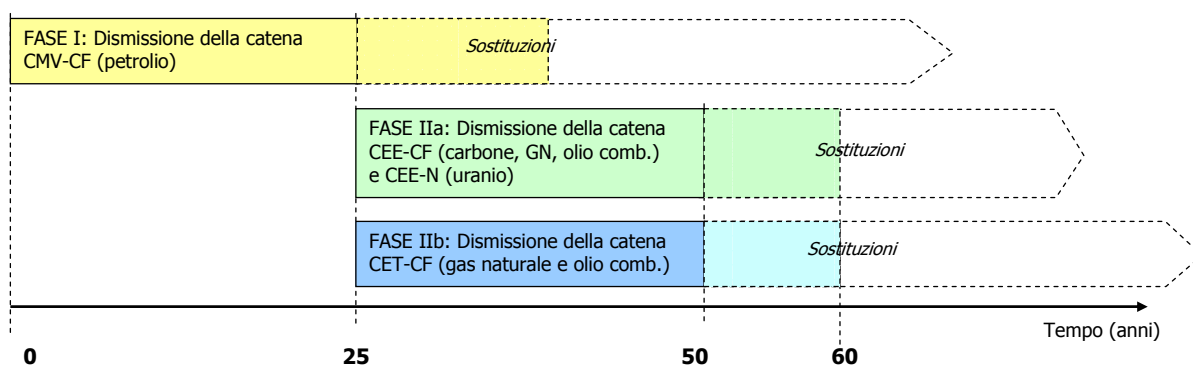 FASE I: Dismissione della catena
CMV-CF (petrolio)
Sostituzioni
FASE IIa: Dismissione della catena
CEE-CF (carbone, GN, olio comb.)
e CEE-N (uranio)
Sostituzioni
FASE IIb: Dismissione della catena
CET-CF (gas naturale e olio comb.)
Sostituzioni
Tempo (anni)
0 25 50 60